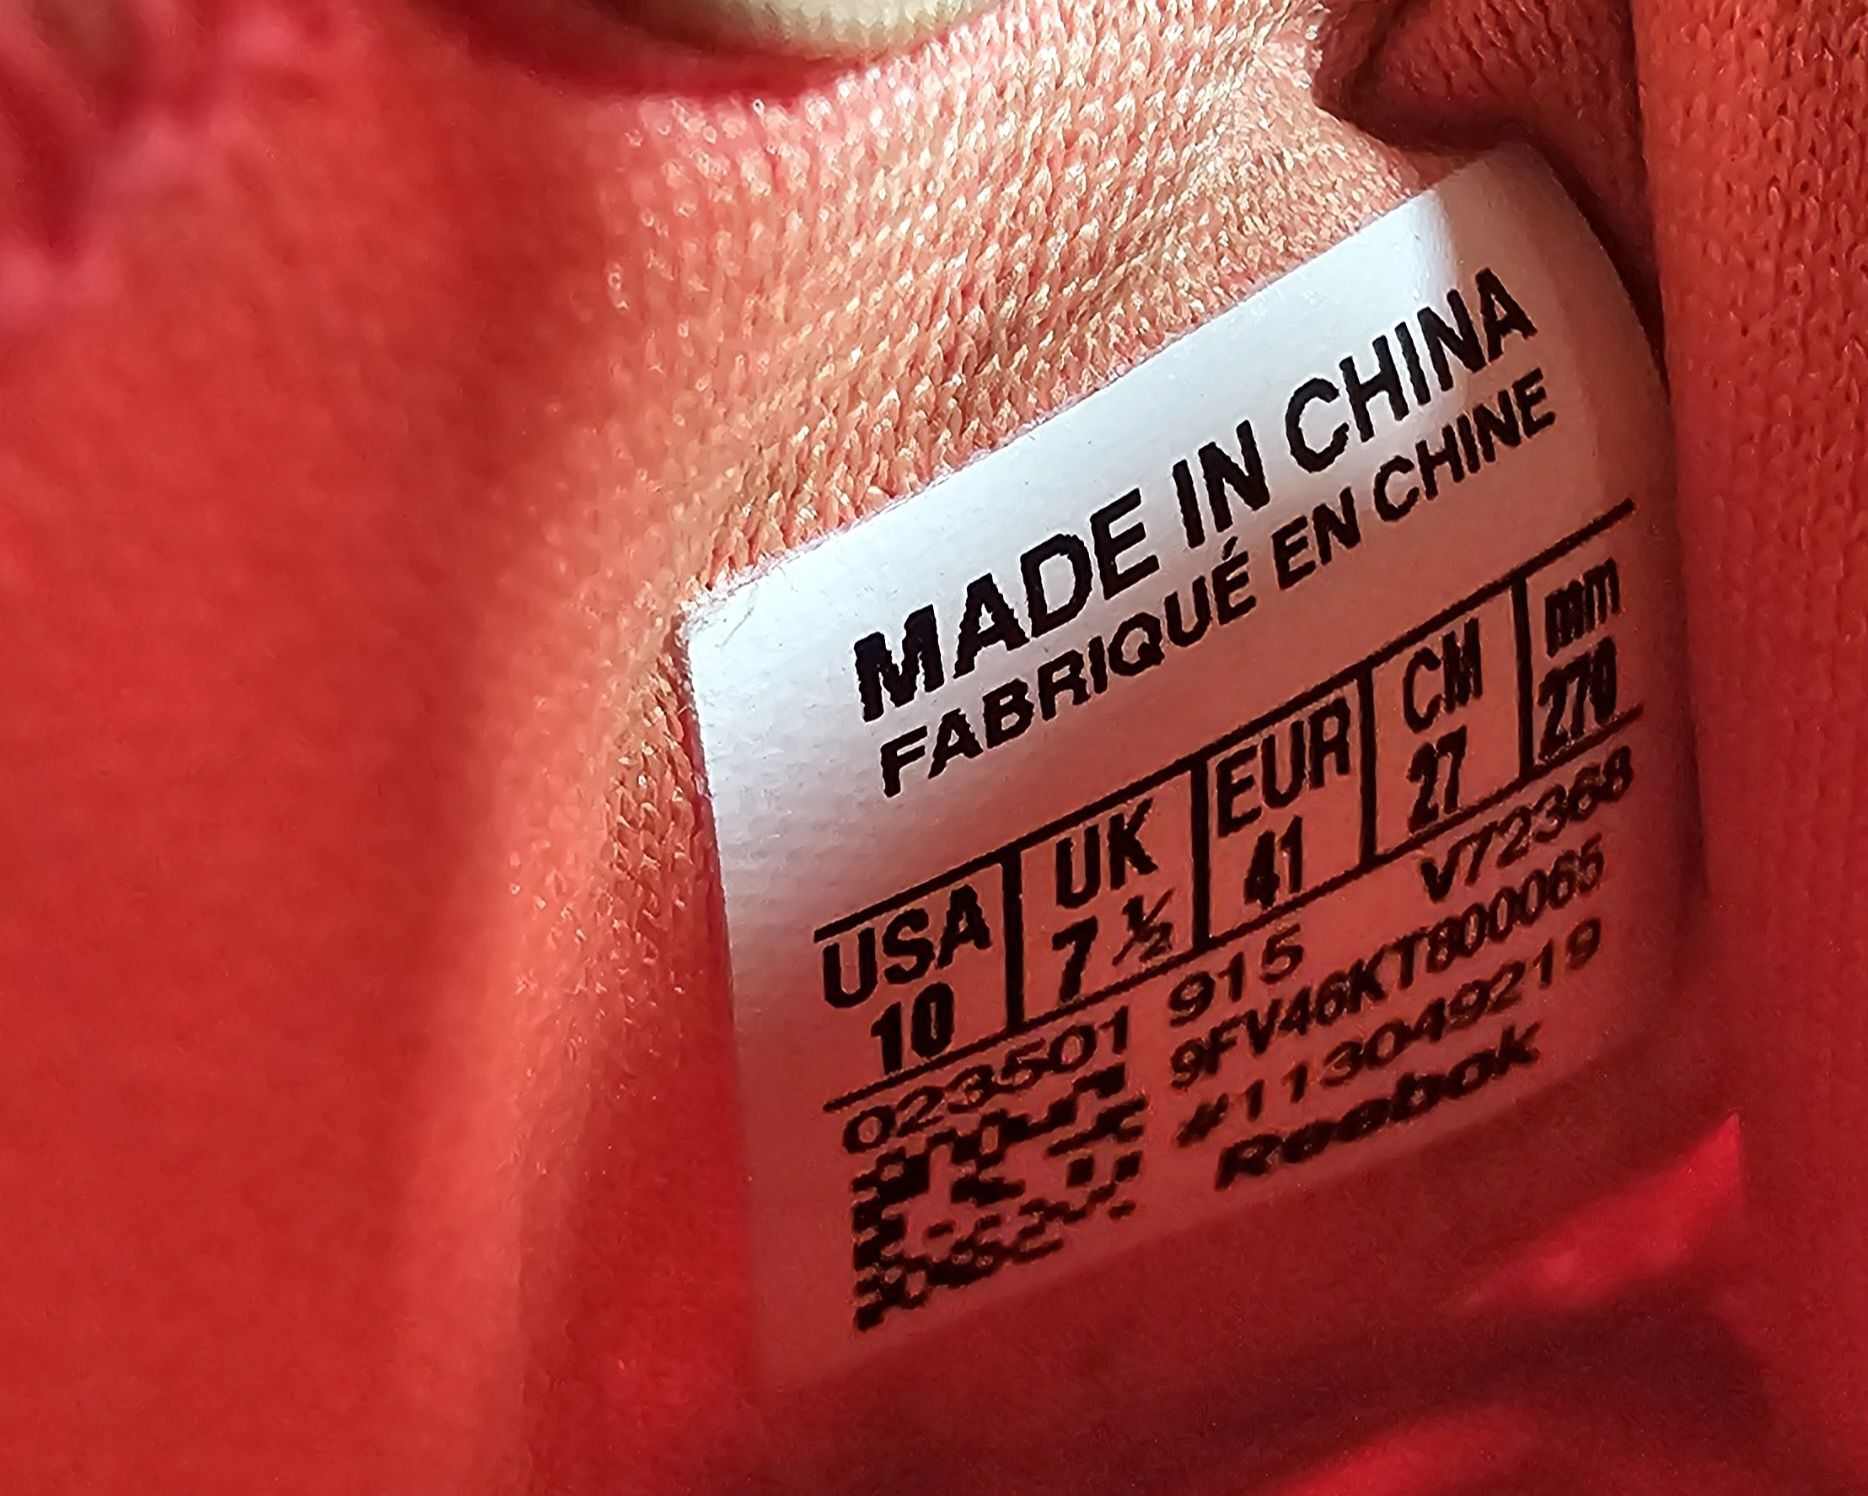 MADE IN CHINA
FABRIQUÉ EN CHINE
USA UK EUR CM mm
10 7 ½ 41 27 270
023501 915 V72368
9FV46KT800065
#113049219
Reebok